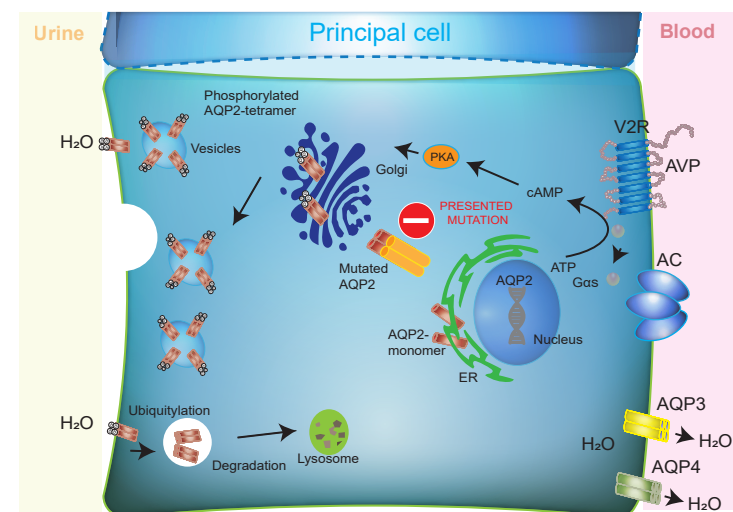 Urine
Principal cell
Blood
Phosphorylated
AQP2-tetramer
H₂O
Vesicles
Golgi
PKA
cAMP
V2R
AVP
PRESENTED
MUTATION
Mutated
AQP2
ATP
Gαs
AC
AQP2
Nucleus
AQP2-
monomer
ER
H₂O
Ubiquitylation
Degradation
Lysosome
AQP3
H₂O
H₂O
AQP4
H₂O